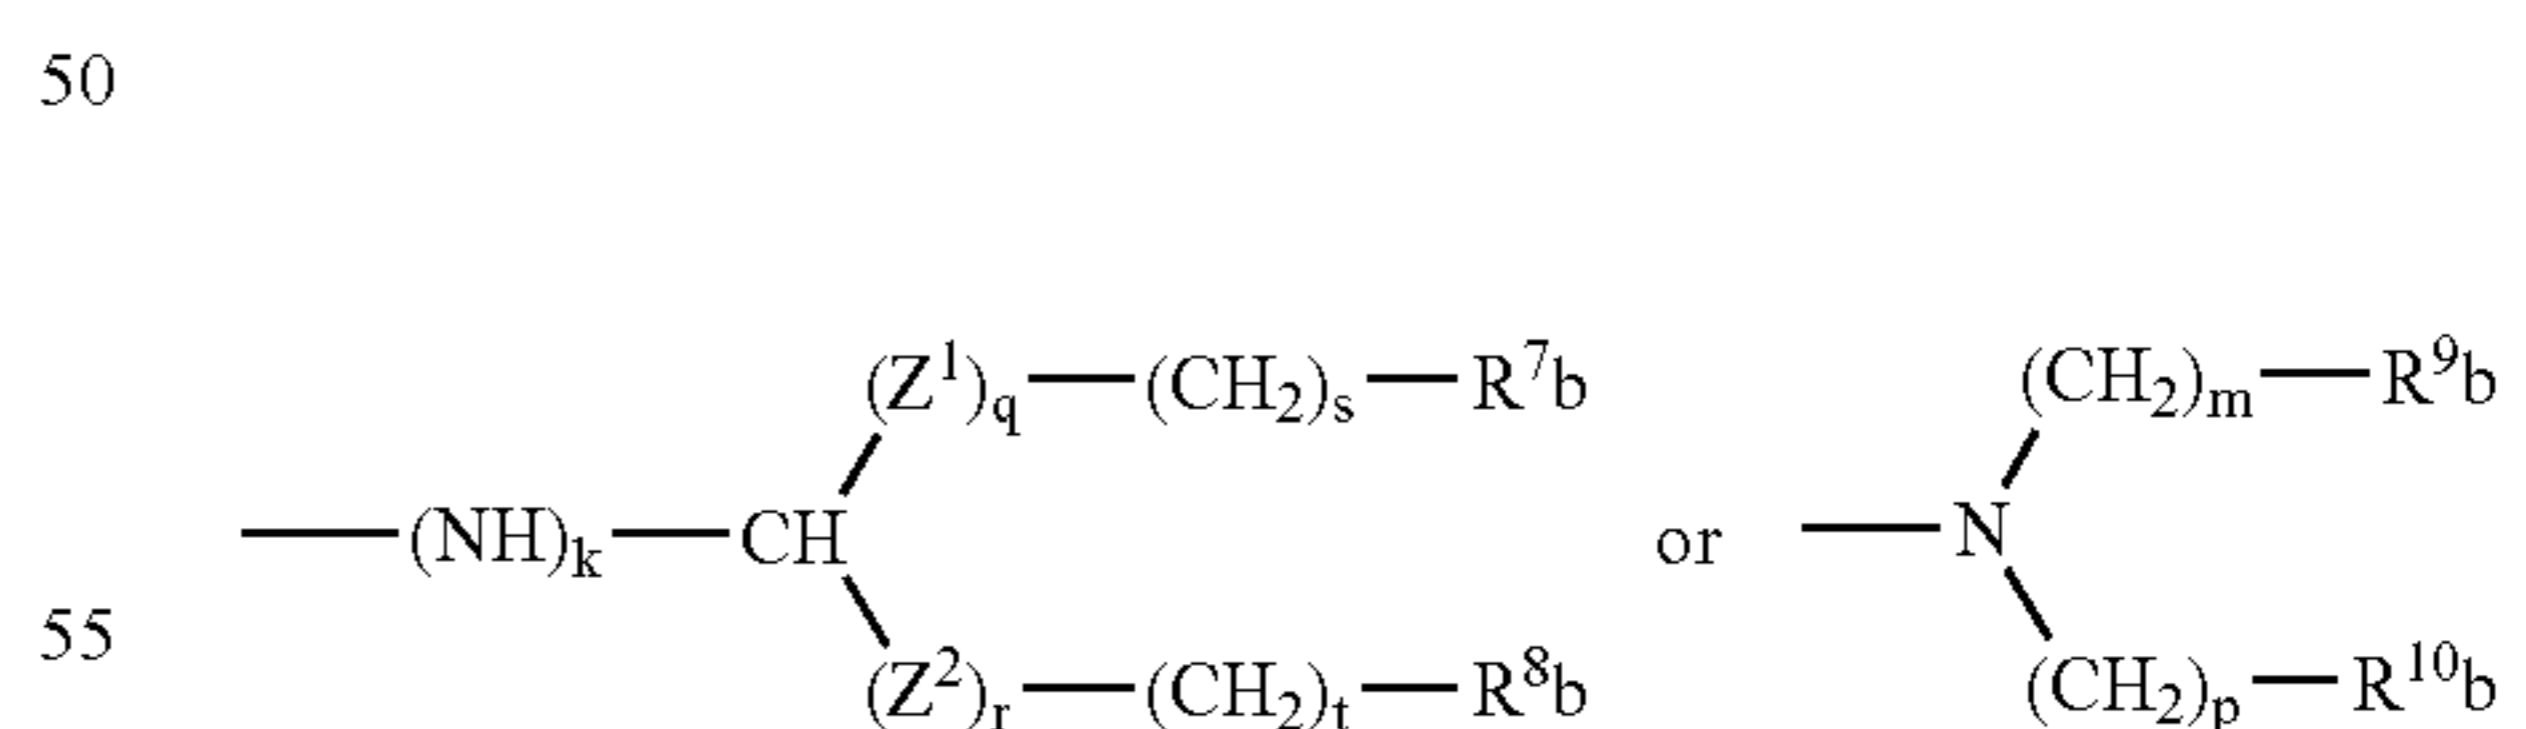 50
(Z¹)q—(CH₂)s—R⁷b (CH₂)m—R⁹b
—(NH)k—CH or —N
55
(Z²)r—(CH₂)t—R⁸b (CH₂)p—R¹⁰b